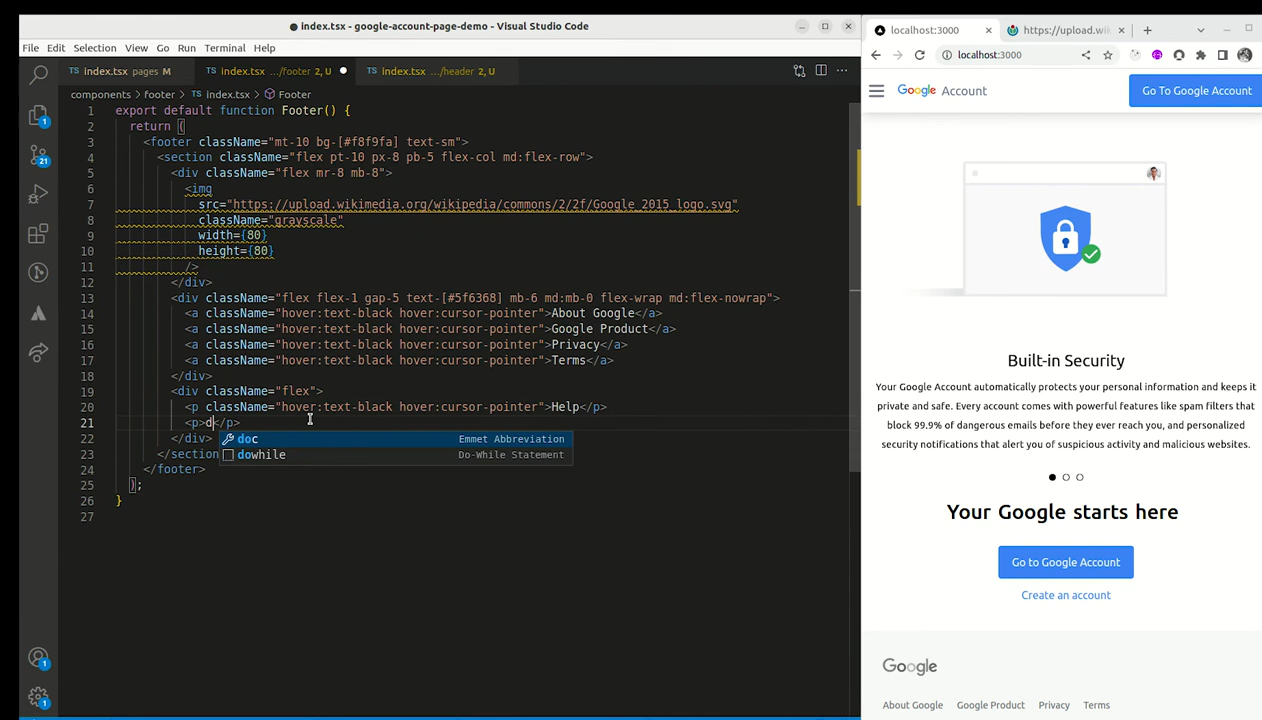 index.tsx - google-account-page-demo - Visual Studio Code
File Edit Selection View Go Run Terminal Help
index.tsx pages M
index.tsx .../footer 2, U
index.tsx .../header 2, U
components > footer > index.tsx > Footer
1 export default function Footer() {
2 return (
3 <footer className="mt-10 bg-[#f8f9fa] text-sm">
4 <section className="flex pt-10 px-8 pb-5 flex-col md:flex-row">
5 <div className="flex mr-8 mb-8">
6 <img
7 src="https://upload.wikimedia.org/wikipedia/commons/2/2f/Google_2015_logo.svg"
8 className="grayscale"
9 width={80}
10 height={80}
11 />
12 </div>
13 <div className="flex flex-1 gap-5 text-[#5f6368] mb-6 md:mb-0 flex-wrap md:flex-nowrap">
14 <a className="hover:text-black hover:cursor-pointer">About Google</a>
15 <a className="hover:text-black hover:cursor-pointer">Google Product</a>
16 <a className="hover:text-black hover:cursor-pointer">Privacy</a>
17 <a className="hover:text-black hover:cursor-pointer">Terms</a>
18 </div>
19 <div className="flex">
20 <p className="hover:text-black hover:cursor-pointer">Help</p>
21 <p>d</p>
22 </div>
doc Emmet Abbreviation
23 </section
dowhile Do-While Statement
24 </footer>
25 );
26 }
27
1
21
1
1
localhost:3000
https://upload.wik
localhost:3000
Google Account
Go To Google Account
Built-in Security
Your Google Account automatically protects your personal information and keeps it
private and safe. Every account comes with powerful features like spam filters that
block 99.9% of dangerous emails before they ever reach you, and personalized
security notifications that alert you of suspicious activity and malicious websites.
Your Google starts here
Go to Google Account
Create an account
Google
About Google Google Product Privacy Terms